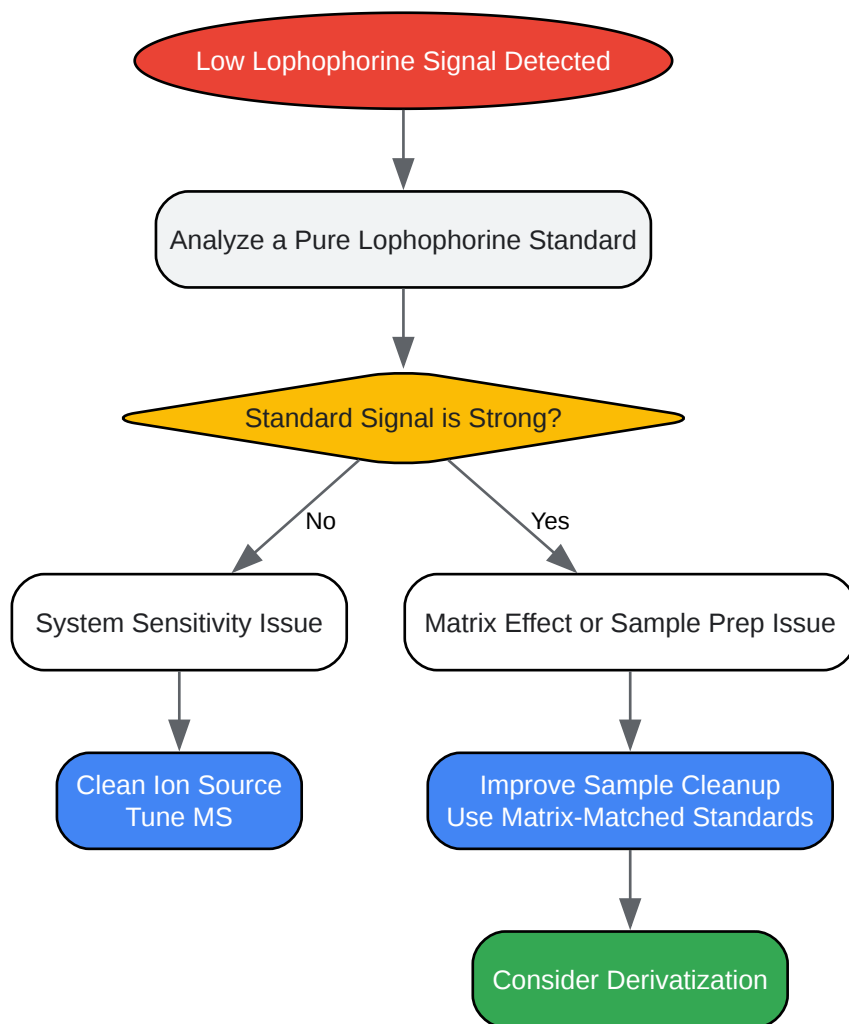 Low Lophophorine Signal Detected
Analyze a Pure Lophophorine Standard
Standard Signal is Strong?
No
Yes
System Sensitivity Issue
Matrix Effect or Sample Prep Issue
Clean Ion Source
Tune MS
Improve Sample Cleanup
Use Matrix-Matched Standards
Consider Derivatization